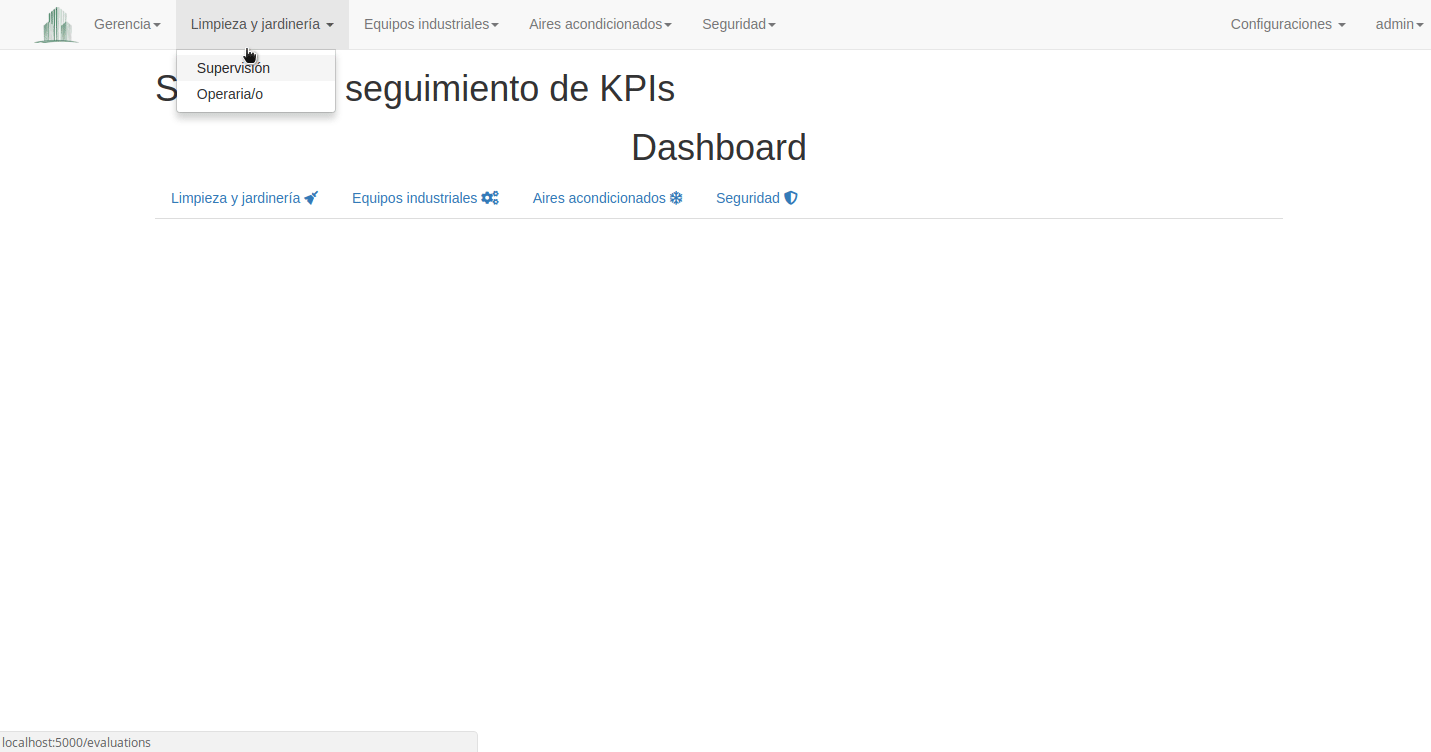 Gerencia Limpieza y jardinería Equipos industriales Aires acondicionados Seguridad Configuraciones admin
Supervisión
Operaria/o
S seguimiento de KPIs
Dashboard
Limpieza y jardinería Equipos industriales Aires acondicionados Seguridad
localhost:5000/evaluations